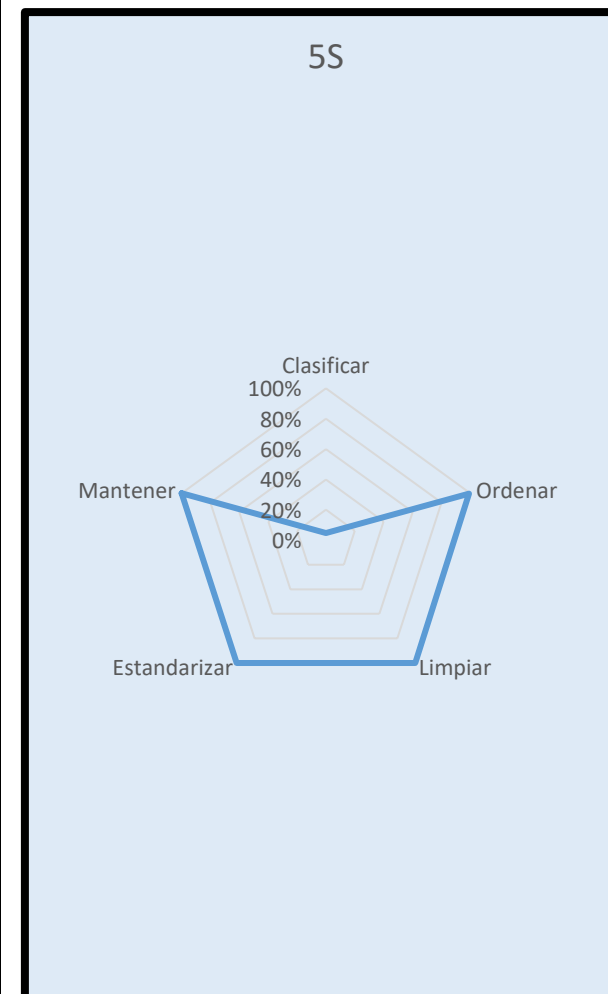 5S
Clasificar
100%
80%
60%
40%
20%
0%
Mantener
Ordenar
Estandarizar
Limpiar